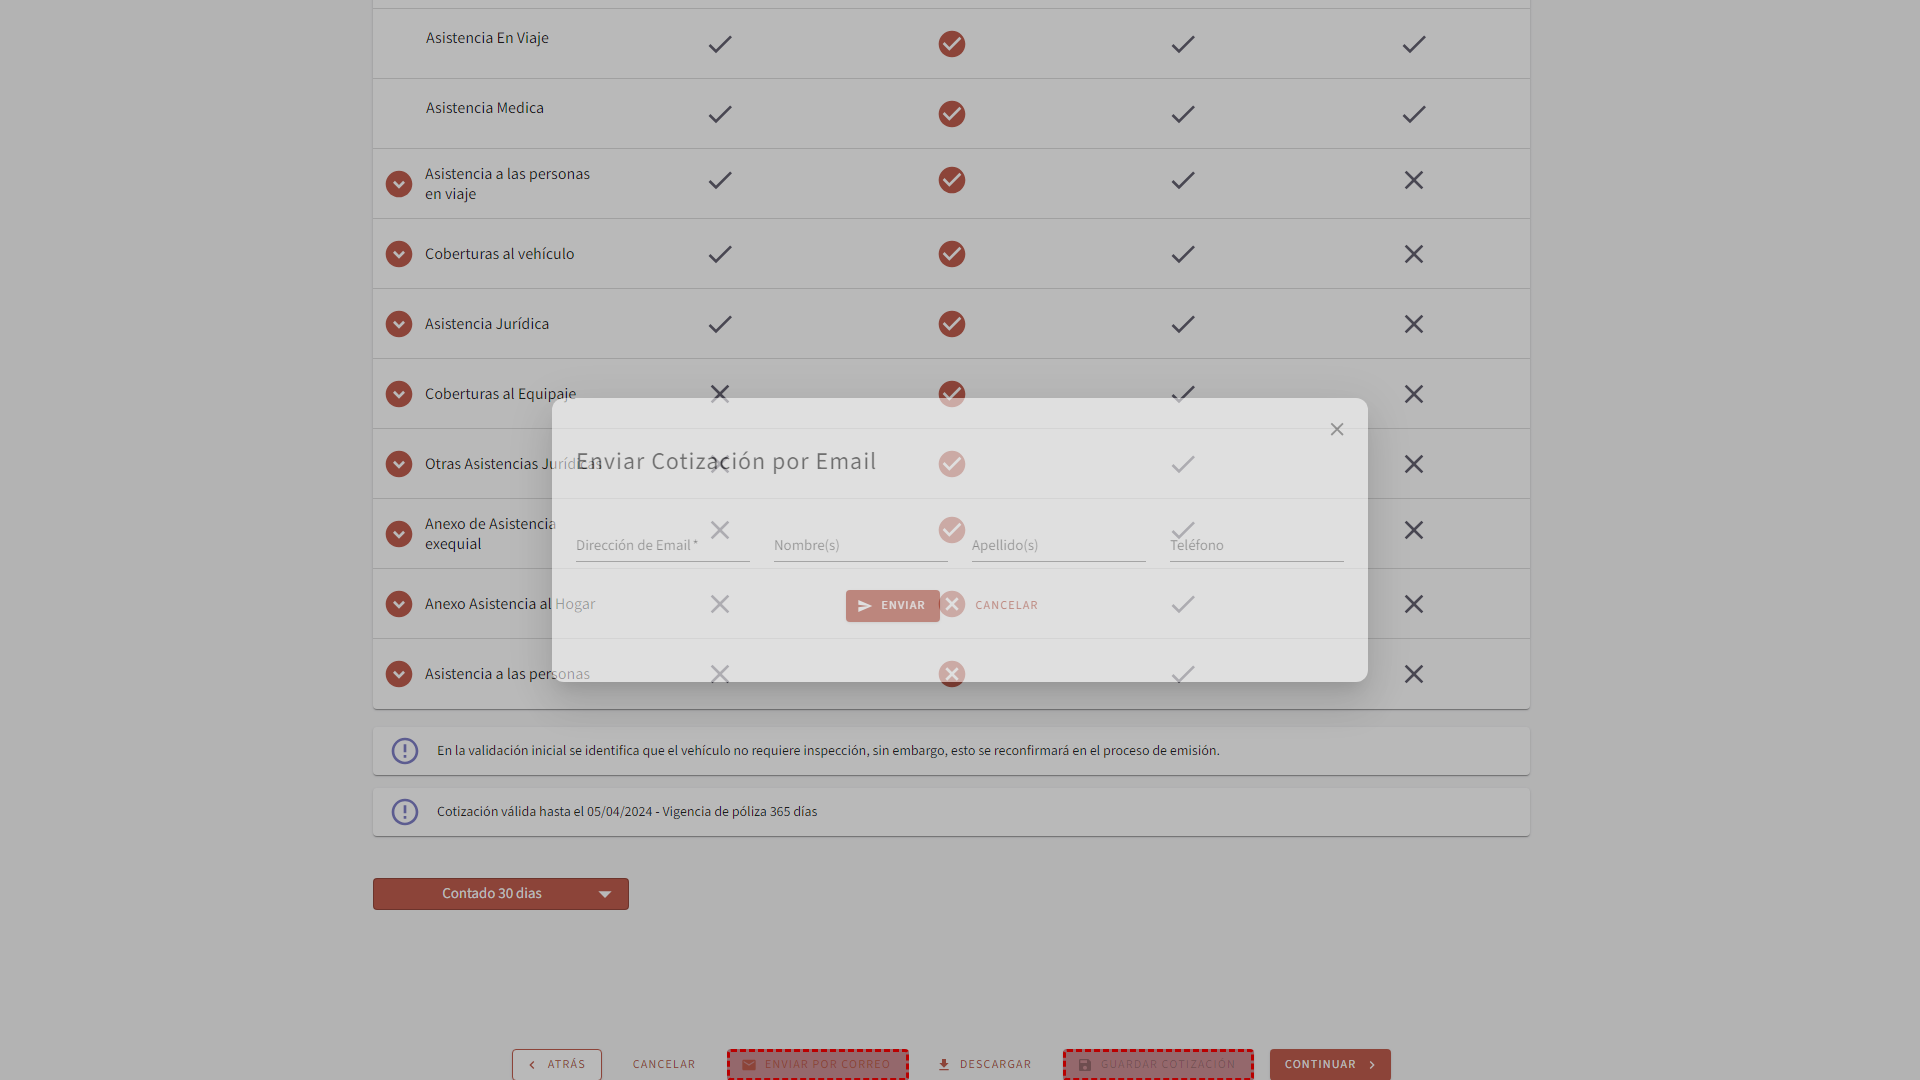 Asistencia En Viaje
Asistencia Medica
Asistencia a las personas
en viaje
Coberturas al vehículo
Asistencia Jurídica
Coberturas al Equipaje
Otras Asistencias Jurídicas
Enviar Cotización por Email
Anexo de Asistencia
exequial
Dirección de Email *
Nombre(s)
Apellido(s)
Teléfono
Anexo Asistencia al Hogar
ENVIAR
CANCELAR
Asistencia a las personas
En la validación inicial se identifica que el vehículo no requiere inspección, sin embargo, esto se reconfirmará en el proceso de emisión.
Cotización válida hasta el 05/04/2024 - Vigencia de póliza 365 días
Contado 30 dias
ATRÁS
CANCELAR
ENVIAR POR CORREO
DESCARGAR
GUARDAR COTIZACIÓN
CONTINUAR